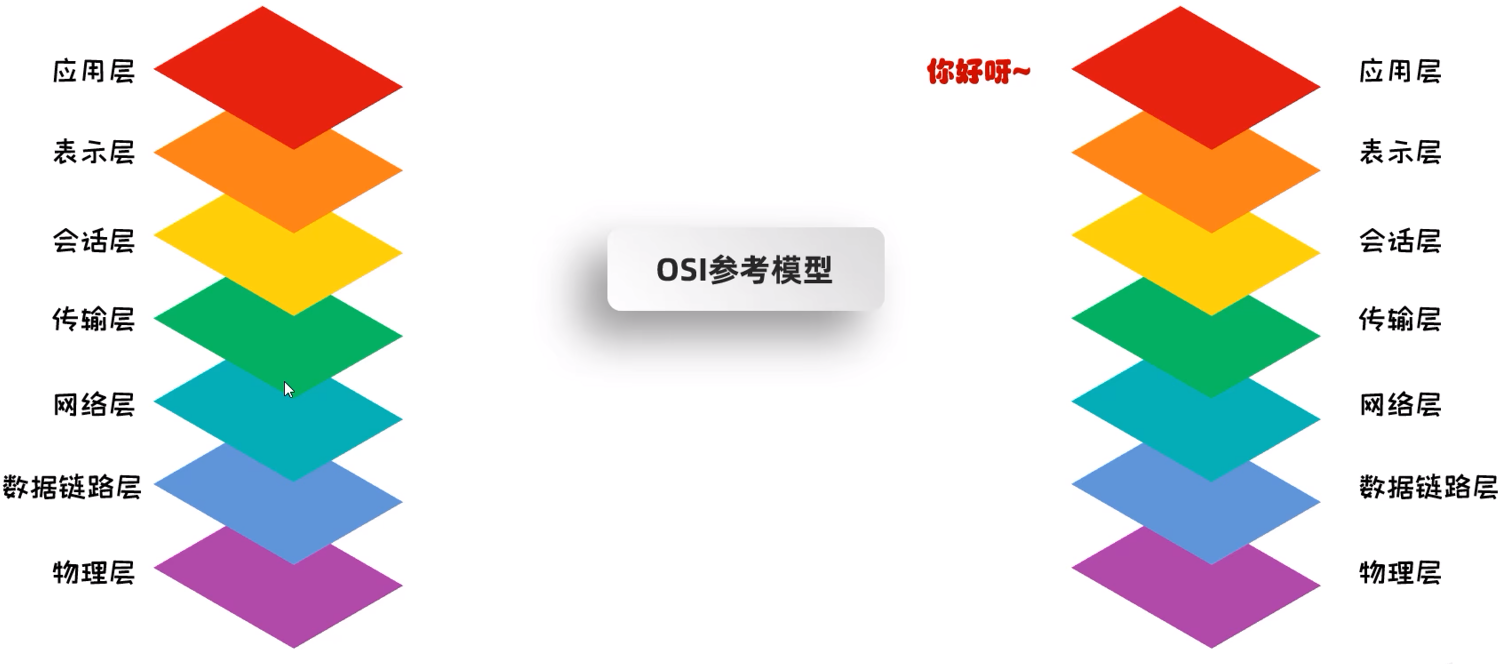 应用层
表示层
会话层
传输层
网络层
数据链路层
物理层
OSI参考模型
你好呀~
应用层
表示层
会话层
传输层
网络层
数据链路层
物理层